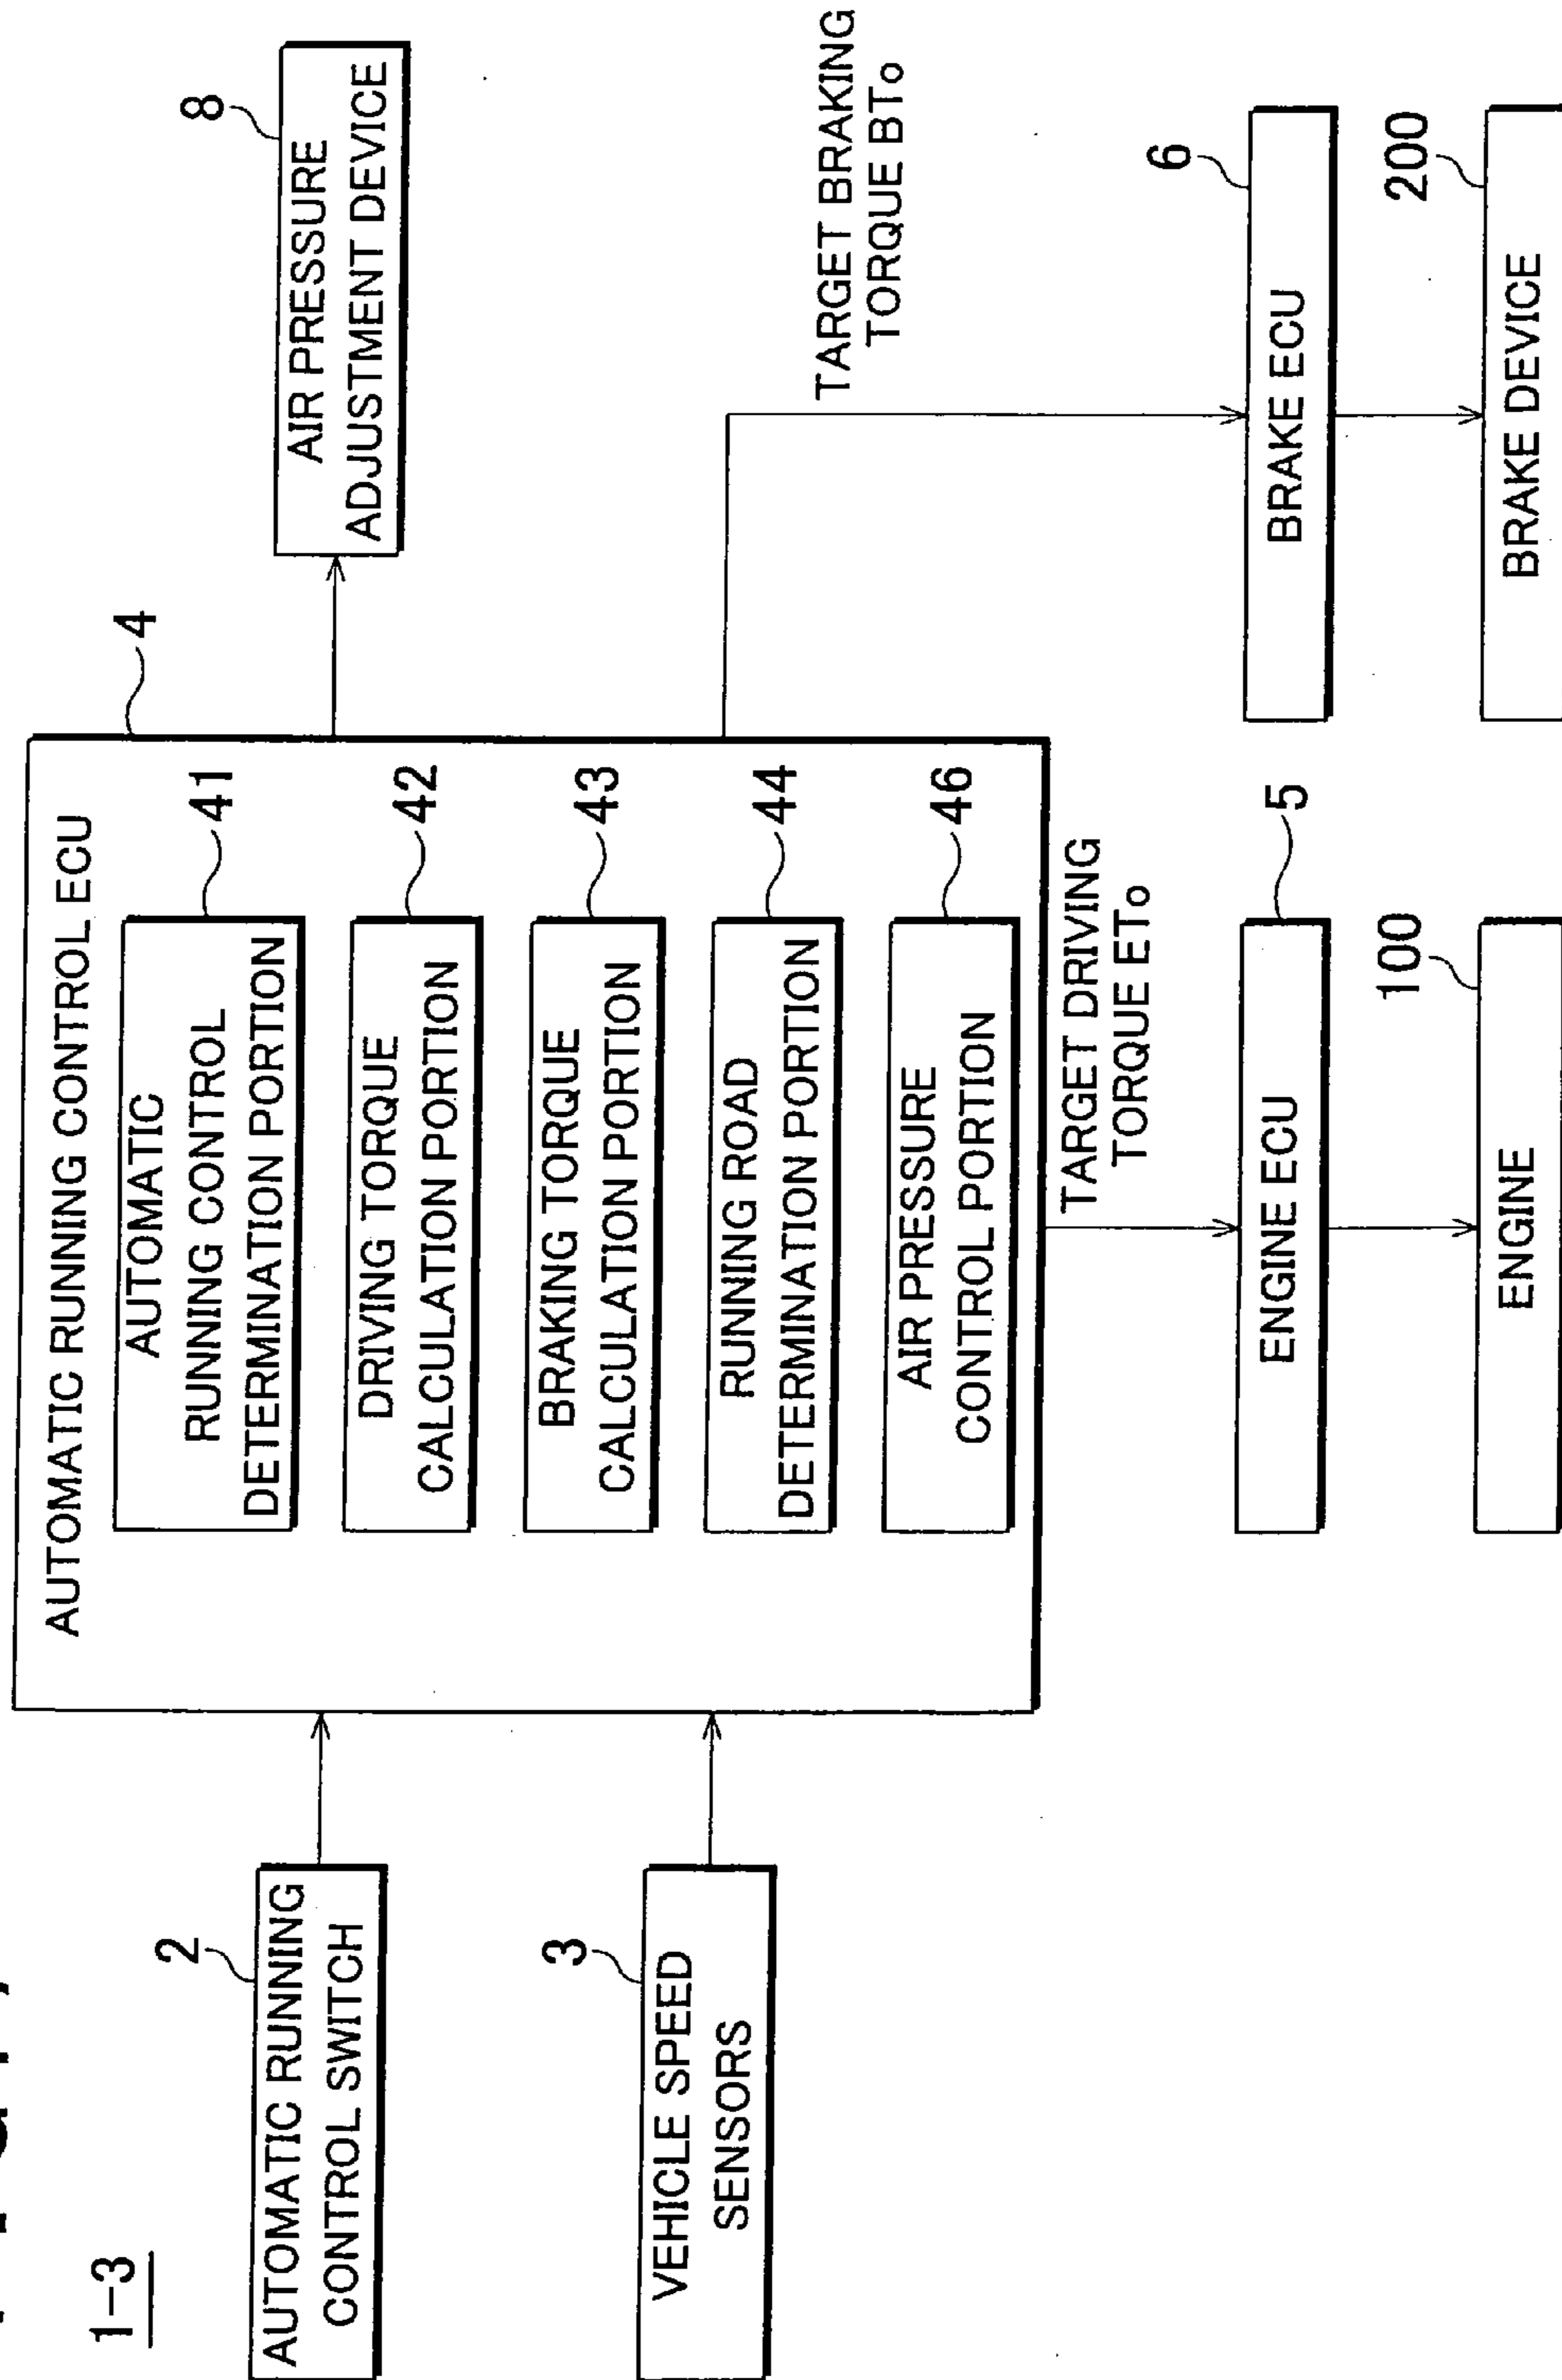 1-3
2
AUTOMATIC RUNNING
CONTROL SWITCH
3
VEHICLE SPEED
SENSORS
4
AUTOMATIC RUNNING CONTROL ECU
AUTOMATIC
RUNNING CONTROL
DETERMINATION PORTION
41
DRIVING TORQUE
CALCULATION PORTION
42
BRAKING TORQUE
CALCULATION PORTION
43
RUNNING ROAD
DETERMINATION PORTION
44
AIR PRESSURE
CONTROL PORTION
46
8
AIR PRESSURE
ADJUSTMENT DEVICE
TARGET DRIVING
TORQUE ETo
TARGET BRAKING
TORQUE BTo
5
ENGINE ECU
6
BRAKE ECU
100
ENGINE
200
BRAKE DEVICE